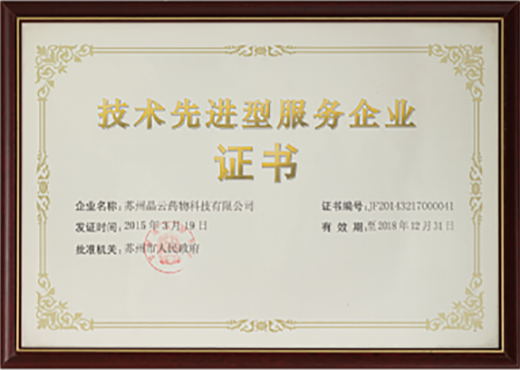 技术先进型服务企业
证书
企业名称：苏州晶云药物科技有限公司
证书编号：JF20143217000041
发证时间：2015年3月19日
有效期：至2018年12月31日
批准机关：苏州市人民政府